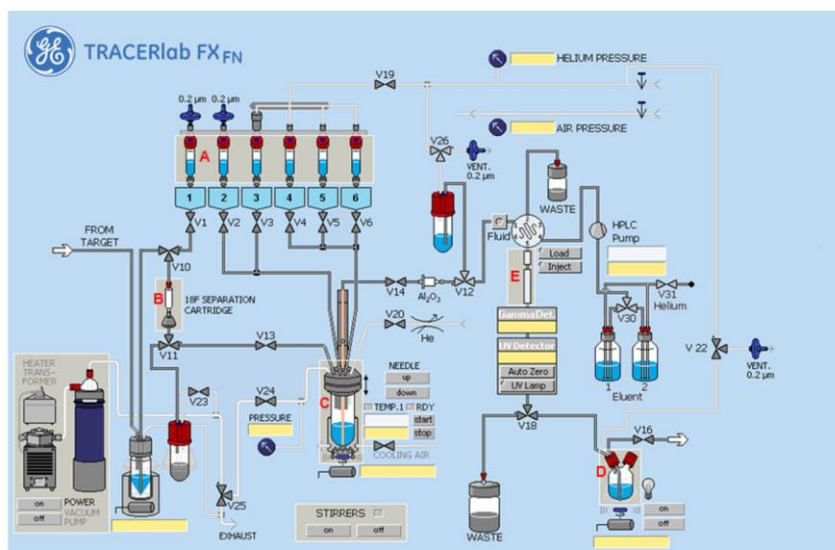 GE TRACERlab FX FN
HELIUM PRESSURE
V19
AIR PRESSURE
0.2 µm 0.2 µm
A
V26
VENT.
0.2 µm
WASTE
1 2 3 4 5 6
FROM
TARGET
V1 V2 V3 V4 V5 V6
Fluid
HPLC
Pump
Load
Inject
E
V10
B
18F SEPARATION
CARTRIDGE
V14
Al2O3
V12
V31
Helium
V30
V20
He
GammaDet.
UV Detector
Auto Zero
UV Lamp
1 2
Eluent
V 22
VENT.
0.2 µm
V11
V13
HEATER
TRANS-
FORMER
V23
V24
PRESSURE
C
NEEDLE
up
down
TEMP.1 RDY
start
stop
COOLING AIR
V18
V16
D
on
off
POWER
VACUUM
PUMP
V25
EXHAUST
STIRRERS
on off
WASTE
on
off